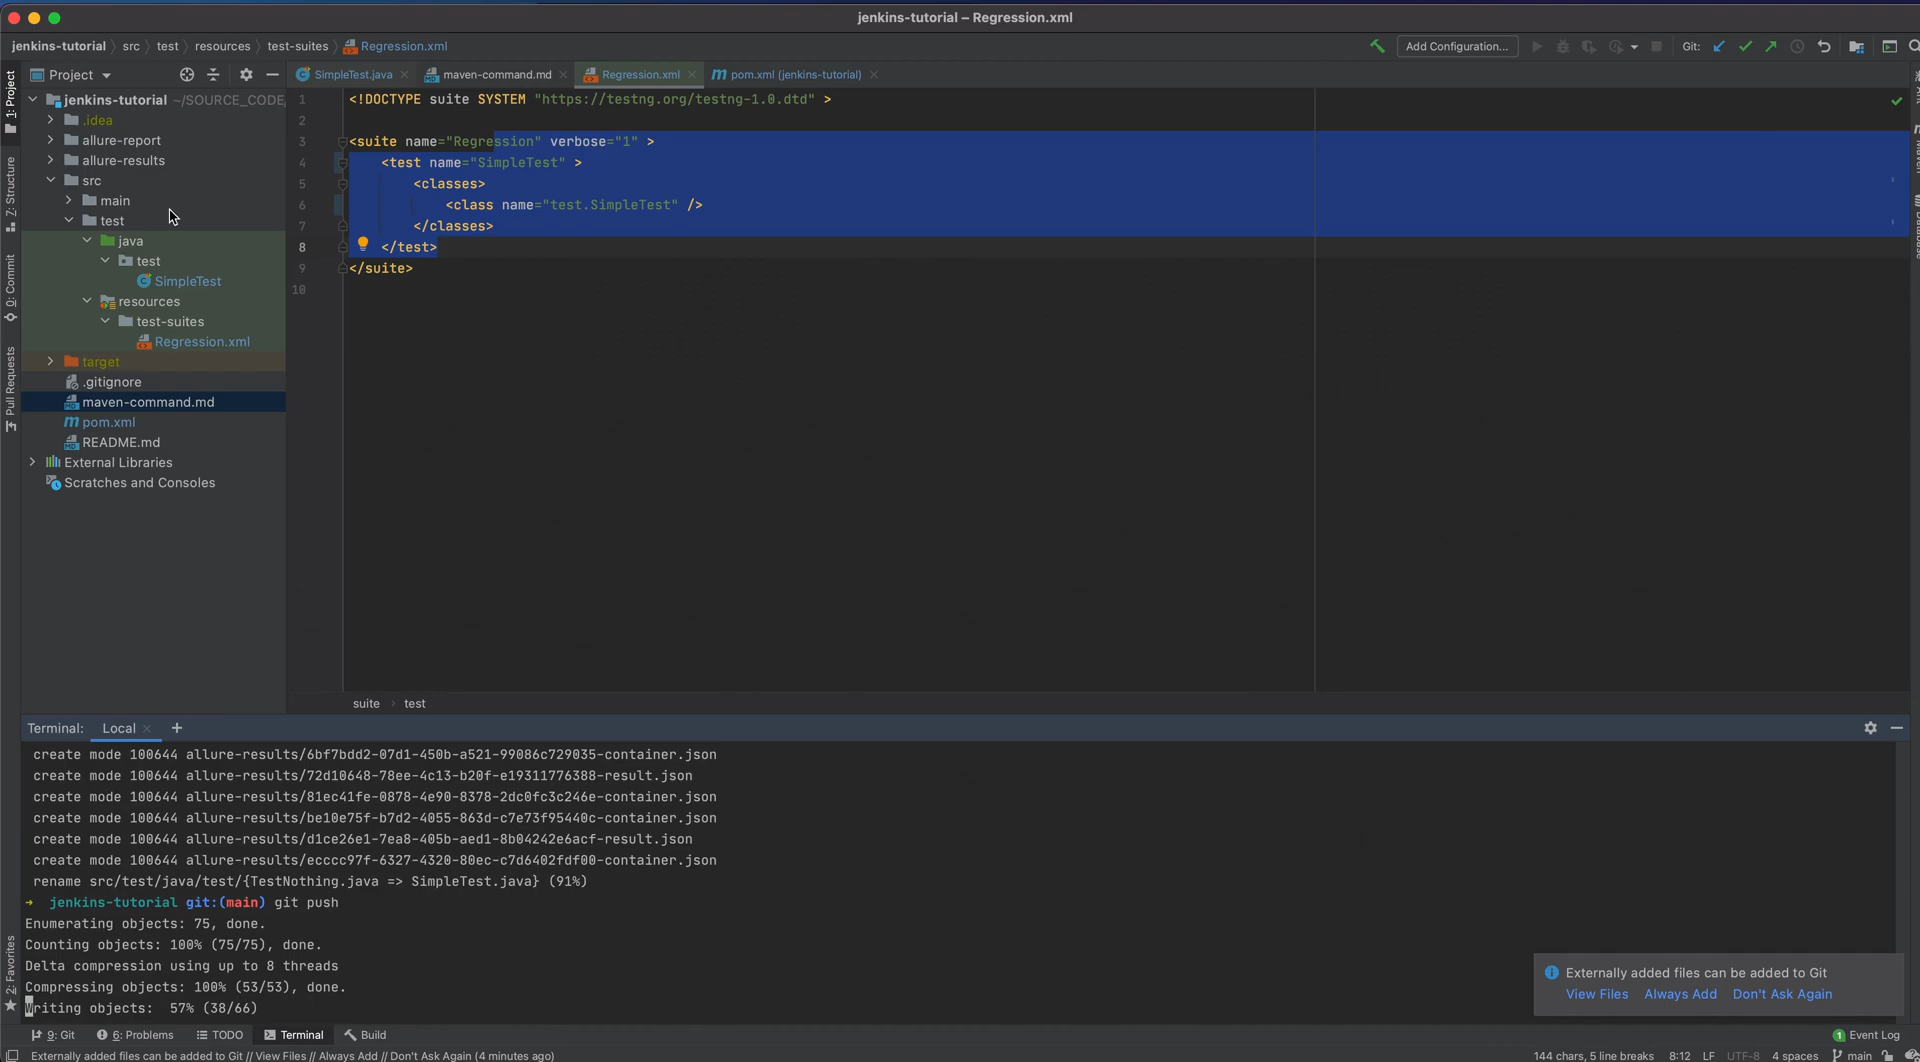 jenkins-tutorial – Regression.xml
jenkins-tutorial src test resources test-suites Regression.xml
Add Configuration...
Git:
Project
SimpleTest.java
maven-command.md
Regression.xml
pom.xml (jenkins-tutorial)
1: Project
Z: Structure
0: Commit
Pull Requests
2: Favorites
jenkins-tutorial ~/SOURCE_CODE/
.idea
allure-report
allure-results
src
main
test
java
test
SimpleTest
resources
test-suites
Regression.xml
target
.gitignore
maven-command.md
pom.xml
README.md
External Libraries
Scratches and Consoles
1 <!DOCTYPE suite SYSTEM "https://testng.org/testng-1.0.dtd" >
2
3 <suite name="Regression" verbose="1" >
4 <test name="SimpleTest" >
5 <classes>
6 <class name="test.SimpleTest" />
7 </classes>
8 </test>
9 </suite>
10
suite test
Terminal: Local
create mode 100644 allure-results/6bf7bdd2-07d1-450b-a521-99086c729035-container.json
create mode 100644 allure-results/72d10648-78ee-4c13-b20f-e19311776388-result.json
create mode 100644 allure-results/81ec41fe-0878-4e90-8378-2dc0fc3c246e-container.json
create mode 100644 allure-results/be10e75f-b7d2-4055-863d-c7e73f95440c-container.json
create mode 100644 allure-results/d1ce26e1-7ea8-405b-aed1-8b04242e6acf-result.json
create mode 100644 allure-results/ecccc97f-6327-4320-80ec-c7d6402fdf00-container.json
rename src/test/java/test/{TestNothing.java => SimpleTest.java} (91%)
→ jenkins-tutorial git:(main) git push
Enumerating objects: 75, done.
Counting objects: 100% (75/75), done.
Delta compression using up to 8 threads
Compressing objects: 100% (53/53), done.
Writing objects: 57% (38/66)
Externally added files can be added to Git
View Files Always Add Don't Ask Again
9: Git 6: Problems TODO Terminal Build
1 Event Log
Externally added files can be added to Git // View Files // Always Add // Don't Ask Again (4 minutes ago)
144 chars, 5 line breaks 8:12 LF UTF-8 4 spaces main